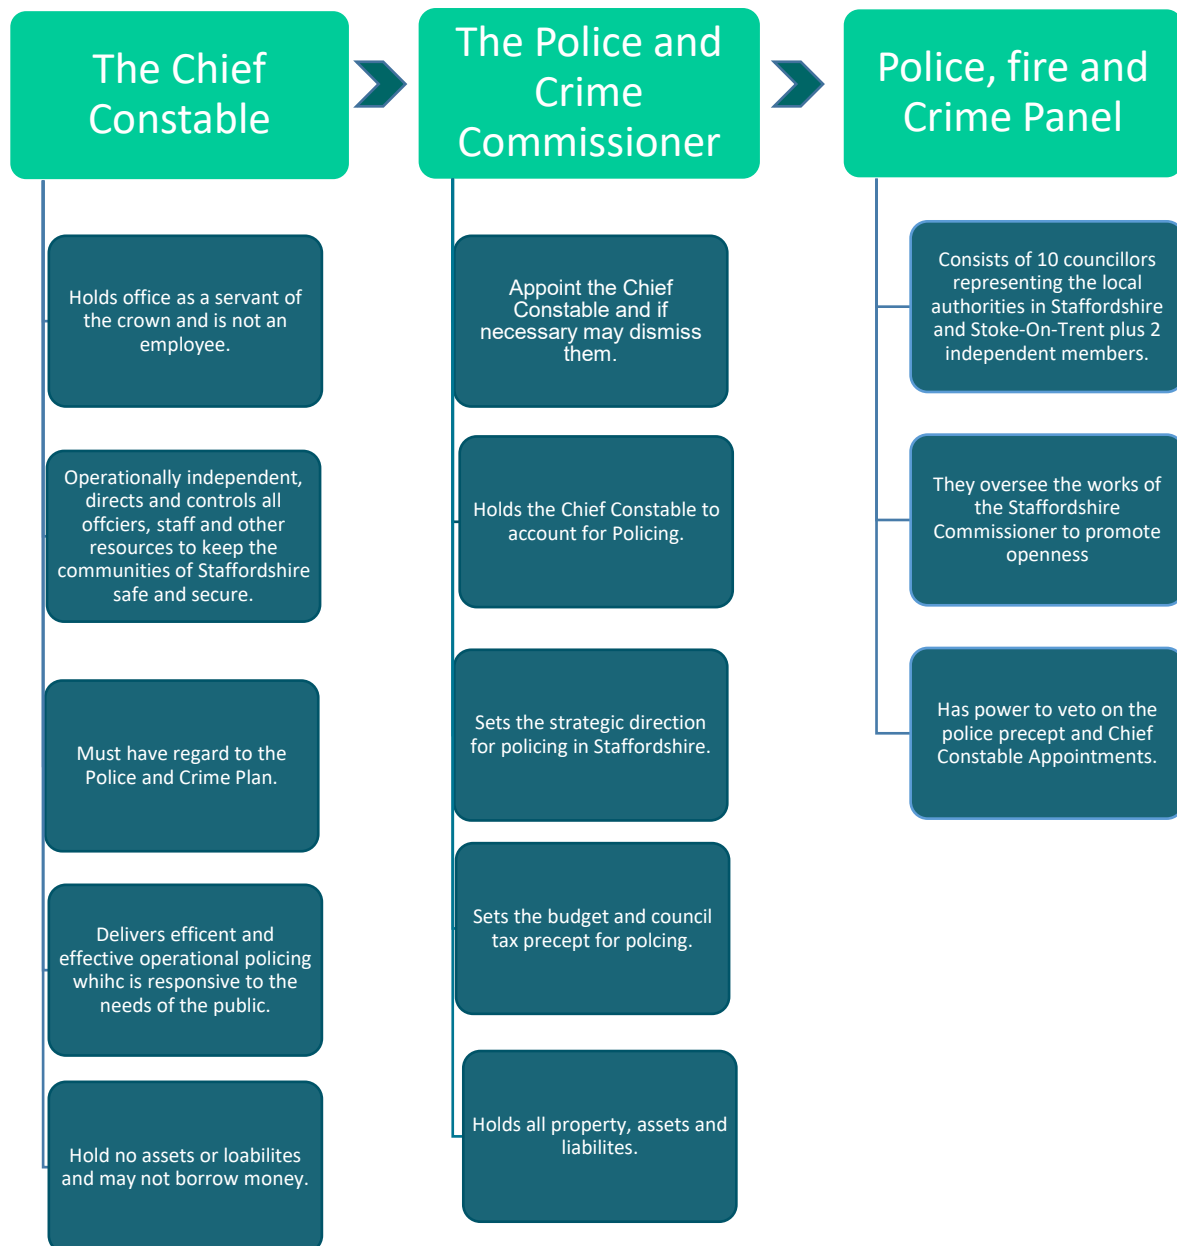 The Chief
Constable
Holds office as a servant of
the crown and is not an
employee.
Operationally independent,
directs and controls all
offciers, staff and other
resources to keep the
communities of Staffordshire
safe and secure.
Must have regard to the
Police and Crime Plan.
Delivers efficent and
effective operational policing
whihc is responsive to the
needs of the public.
Hold no assets or loabilites
and may not borrow money.
The Police and
Crime
Commissioner
Appoint the Chief
Constable and if
necessary may dismiss
them.
Holds the Chief Constable to
account for Policing.
Sets the strategic direction
for policing in Staffordshire.
Sets the budget and council
tax precept for polcing.
Holds all property, assets and
liabilites.
Police, fire and
Crime Panel
Consists of 10 councillors
representing the local
authorities in Staffordshire
and Stoke-On-Trent plus 2
independent members.
They oversee the works of
the Staffordshire
Commissioner to promote
openness
Has power to veto on the
police precept and Chief
Constable Appointments.